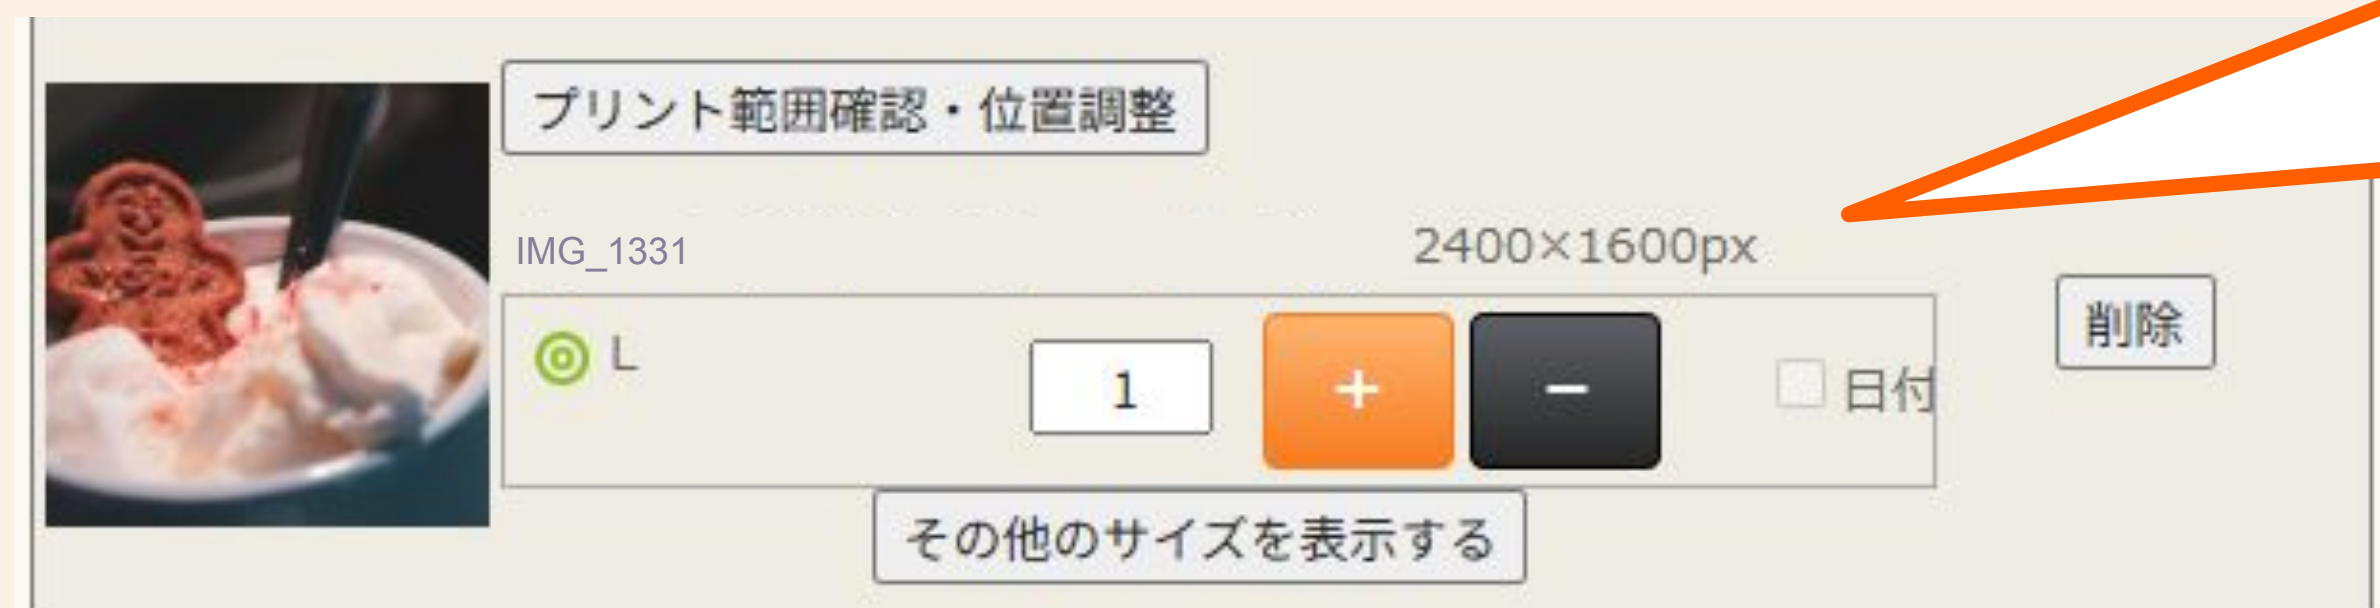 プリント範囲確認・位置調整
IMG_1331
2400×1600px
L
1
+
−
日付
削除
その他のサイズを表示する